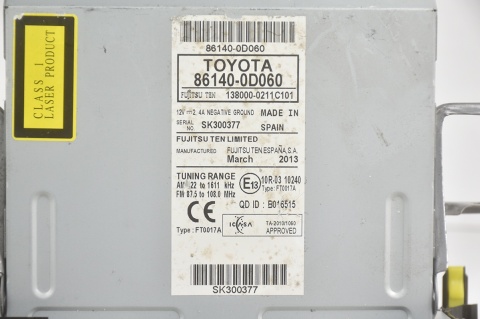 CLASS 1
LASER PRODUCT
86140-0D060
TOYOTA
86140-0D060
FUJITSU TEN 138000-0211C101
12V 2.4A NEGATIVE GROUND MADE IN
SERIAL NO. SK300377 SPAIN
FUJITSU TEN LIMITED
MANUFACTURED FUJITSU TEN ESPAÑA,S.A.
March 2013
TUNING RANGE
AM 22 to 1611 kHz
FM 87.5 to 108.0 MHz
E13 10R-03 10240
Type: FT0017A
QD ID : B016515
CE
Type : FT0017A
ICASA
TA-2010/1060
APPROVED
SK300377